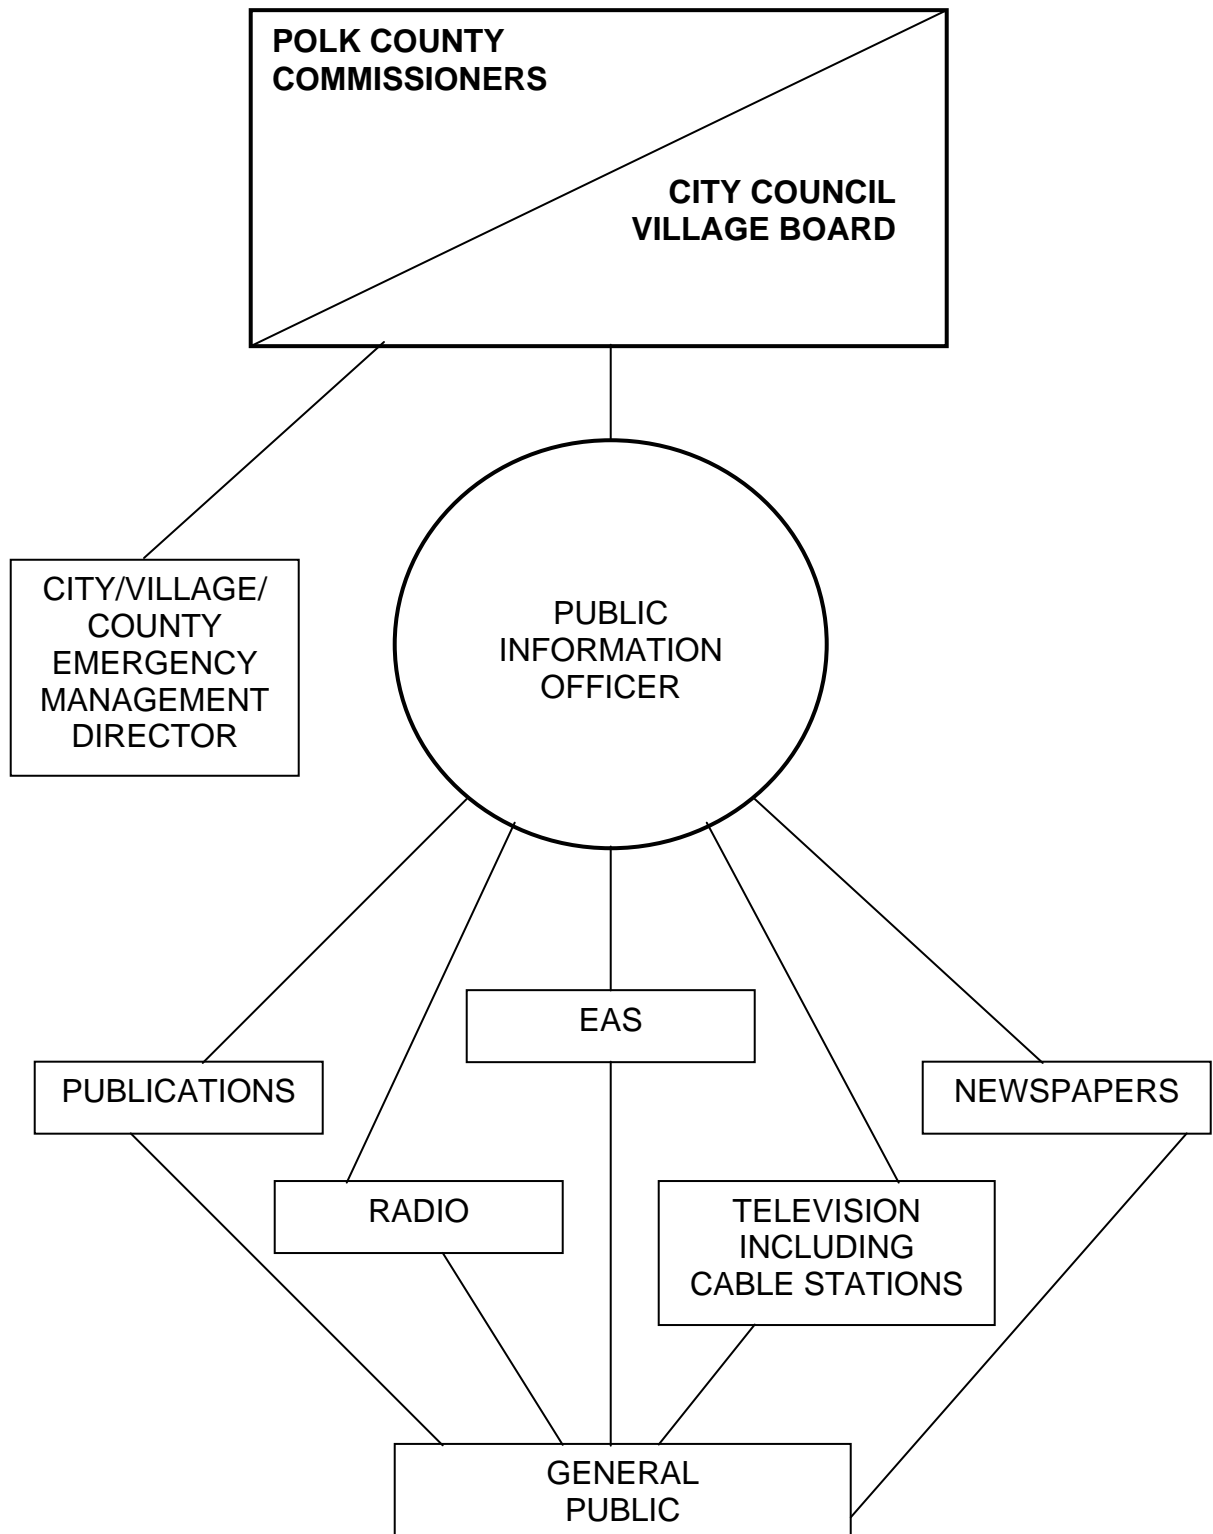 POLK COUNTY
COMMISSIONERS
CITY COUNCIL
VILLAGE BOARD
CITY/VILLAGE/
COUNTY
EMERGENCY
MANAGEMENT
DIRECTOR
PUBLIC
INFORMATION
OFFICER
EAS
PUBLICATIONS
NEWSPAPERS
RADIO
TELEVISION
INCLUDING
CABLE STATIONS
GENERAL
PUBLIC